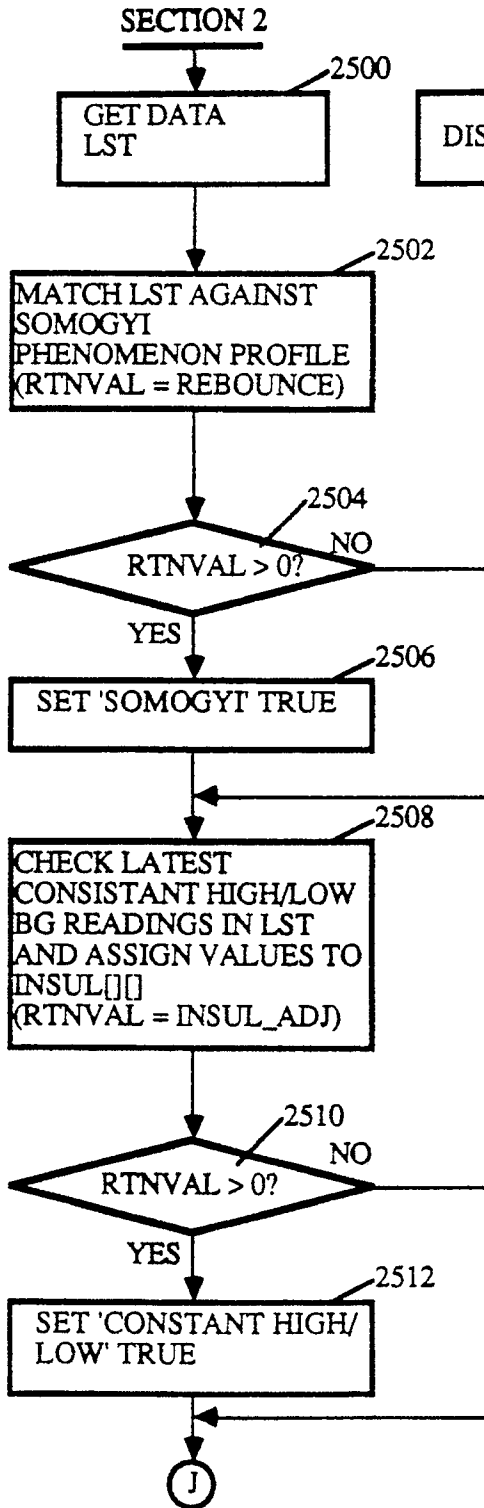 SECTION 2
2500
GET DATA
LST
DIS
2502
MATCH LST AGAINST
SOMOGYI
PHENOMENON PROFILE
(RTNVAL = REBOUNCE)
2504
NO
RTNVAL > 0?
YES
2506
SET 'SOMOGYI' TRUE
2508
CHECK LATEST
CONSISTANT HIGH/LOW
BG READINGS IN LST
AND ASSIGN VALUES TO
INSUL[][]
(RTNVAL = INSUL_ADJ)
2510
NO
RTNVAL > 0?
YES
2512
SET 'CONSTANT HIGH/
LOW' TRUE
J